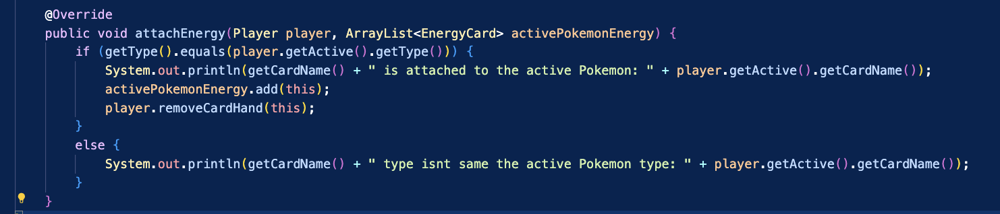 @Override
public void attachEnergy(Player player, ArrayList<EnergyCard> activePokemonEnergy) {
if (getType().equals(player.getActive().getType())) {
System.out.println(getCardName() + " is attached to the active Pokemon: " + player.getActive().getCardName());
activePokemonEnergy.add(this);
player.removeCardHand(this);
}
else {
System.out.println(getCardName() + " type isnt same the active Pokemon type: " + player.getActive().getCardName());
}
}